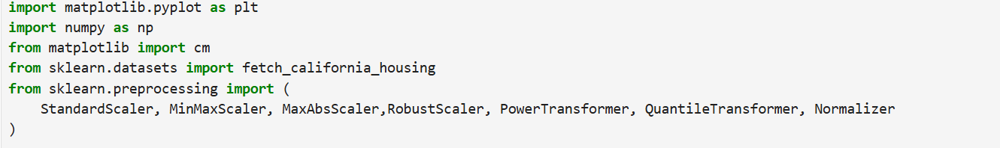 import matplotlib.pyplot as plt
import numpy as np
from matplotlib import cm
from sklearn.datasets import fetch_california_housing
from sklearn.preprocessing import (
    StandardScaler, MinMaxScaler, MaxAbsScaler,RobustScaler, PowerTransformer, QuantileTransformer, Normalizer
)